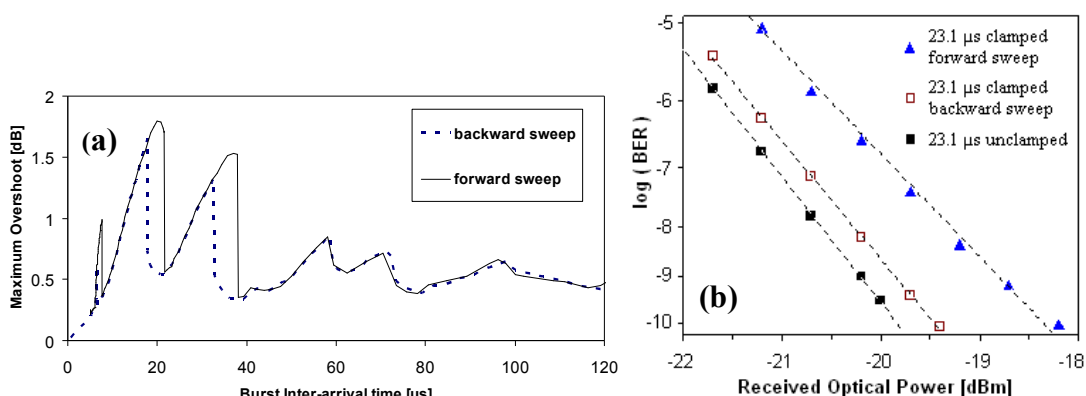 2
1.5
1
0.5
0
Maximum Overshoot [dB]
(a)
backward sweep
forward sweep
0 20 40 60 80 100 120
Burst Inter-arrival time [us]
-5
-6
-7
-8
-9
-10
log ( BER )
23.1 µs clamped
forward sweep
23.1 µs clamped
backward sweep
23.1 µs unclamped
(b)
-22 -21 -20 -19 -18
Received Optical Power [dBm]